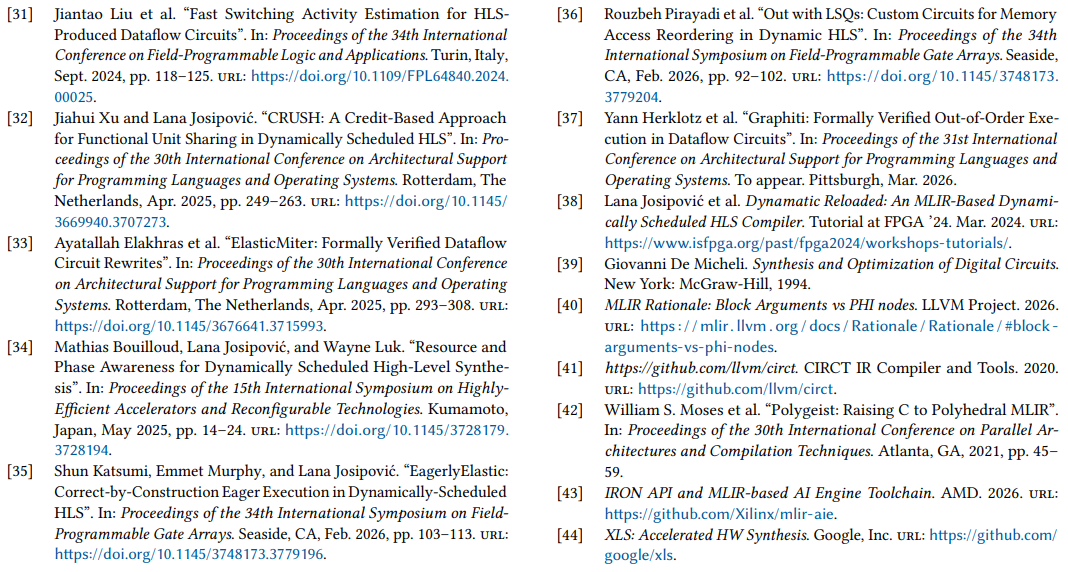 [31] Jiantao Liu et al. “Fast Switching Activity Estimation for HLS-
Produced Dataflow Circuits”. In: Proceedings of the 34th International
Conference on Field-Programmable Logic and Applications. Turin, Italy,
Sept. 2024, pp. 118–125. URL: https://doi.org/10.1109/FPL64840.2024.
00025.
[32] Jiahui Xu and Lana Josipović. “CRUSH: A Credit-Based Approach
for Functional Unit Sharing in Dynamically Scheduled HLS”. In: Pro-
ceedings of the 30th International Conference on Architectural Support
for Programming Languages and Operating Systems. Rotterdam, The
Netherlands, Apr. 2025, pp. 249–263. URL: https://doi.org/10.1145/
3669940.3707273.
[33] Ayatallah Elakhras et al. “ElasticMiter: Formally Verified Dataflow
Circuit Rewrites”. In: Proceedings of the 30th International Conference
on Architectural Support for Programming Languages and Operating
Systems. Rotterdam, The Netherlands, Apr. 2025, pp. 293–308. URL:
https://doi.org/10.1145/3676641.3715993.
[34] Mathias Bouilloud, Lana Josipović, and Wayne Luk. “Resource and
Phase Awareness for Dynamically Scheduled High-Level Synthe-
sis”. In: Proceedings of the 15th International Symposium on Highly-
Efficient Accelerators and Reconfigurable Technologies. Kumamoto,
Japan, May 2025, pp. 14–24. URL: https://doi.org/10.1145/3728179.
3728194.
[35] Shun Katsumi, Emmet Murphy, and Lana Josipović. “EagerlyElastic:
Correct-by-Construction Eager Execution in Dynamically-Scheduled
HLS”. In: Proceedings of the 34th International Symposium on Field-
Programmable Gate Arrays. Seaside, CA, Feb. 2026, pp. 103–113. URL:
https://doi.org/10.1145/3748173.3779196.
[36] Rouzbeh Pirayadi et al. “Out with LSQs: Custom Circuits for Memory
Access Reordering in Dynamic HLS”. In: Proceedings of the 34th
International Symposium on Field-Programmable Gate Arrays. Seaside,
CA, Feb. 2026, pp. 92–102. URL: https://doi.org/10.1145/3748173.
3779204.
[37] Yann Herklotz et al. “Graphiti: Formally Verified Out-of-Order Exe-
cution in Dataflow Circuits”. In: Proceedings of the 31st International
Conference on Architectural Support for Programming Languages and
Operating Systems. To appear. Pittsburgh, Mar. 2026.
[38] Lana Josipović et al. Dynamatic Reloaded: An MLIR-Based Dynami-
cally Scheduled HLS Compiler. Tutorial at FPGA ’24. Mar. 2024. URL:
https://www.isfpga.org/past/fpga2024/workshops-tutorials/.
[39] Giovanni De Micheli. Synthesis and Optimization of Digital Circuits.
New York: McGraw-Hill, 1994.
[40] MLIR Rationale: Block Arguments vs PHI nodes. LLVM Project. 2026.
URL: https://mlir.llvm.org/docs/Rationale/Rationale/#block-
arguments-vs-phi-nodes.
[41] https://github.com/llvm/circt. CIRCT IR Compiler and Tools. 2020.
URL: https://github.com/llvm/circt.
[42] William S. Moses et al. “Polygeist: Raising C to Polyhedral MLIR”.
In: Proceedings of the 30th International Conference on Parallel Ar-
chitectures and Compilation Techniques. Atlanta, GA, 2021, pp. 45–
59.
[43] IRON API and MLIR-based AI Engine Toolchain. AMD. 2026. URL:
https://github.com/Xilinx/mlir-aie.
[44] XLS: Accelerated HW Synthesis. Google, Inc. URL: https://github.com/
google/xls.